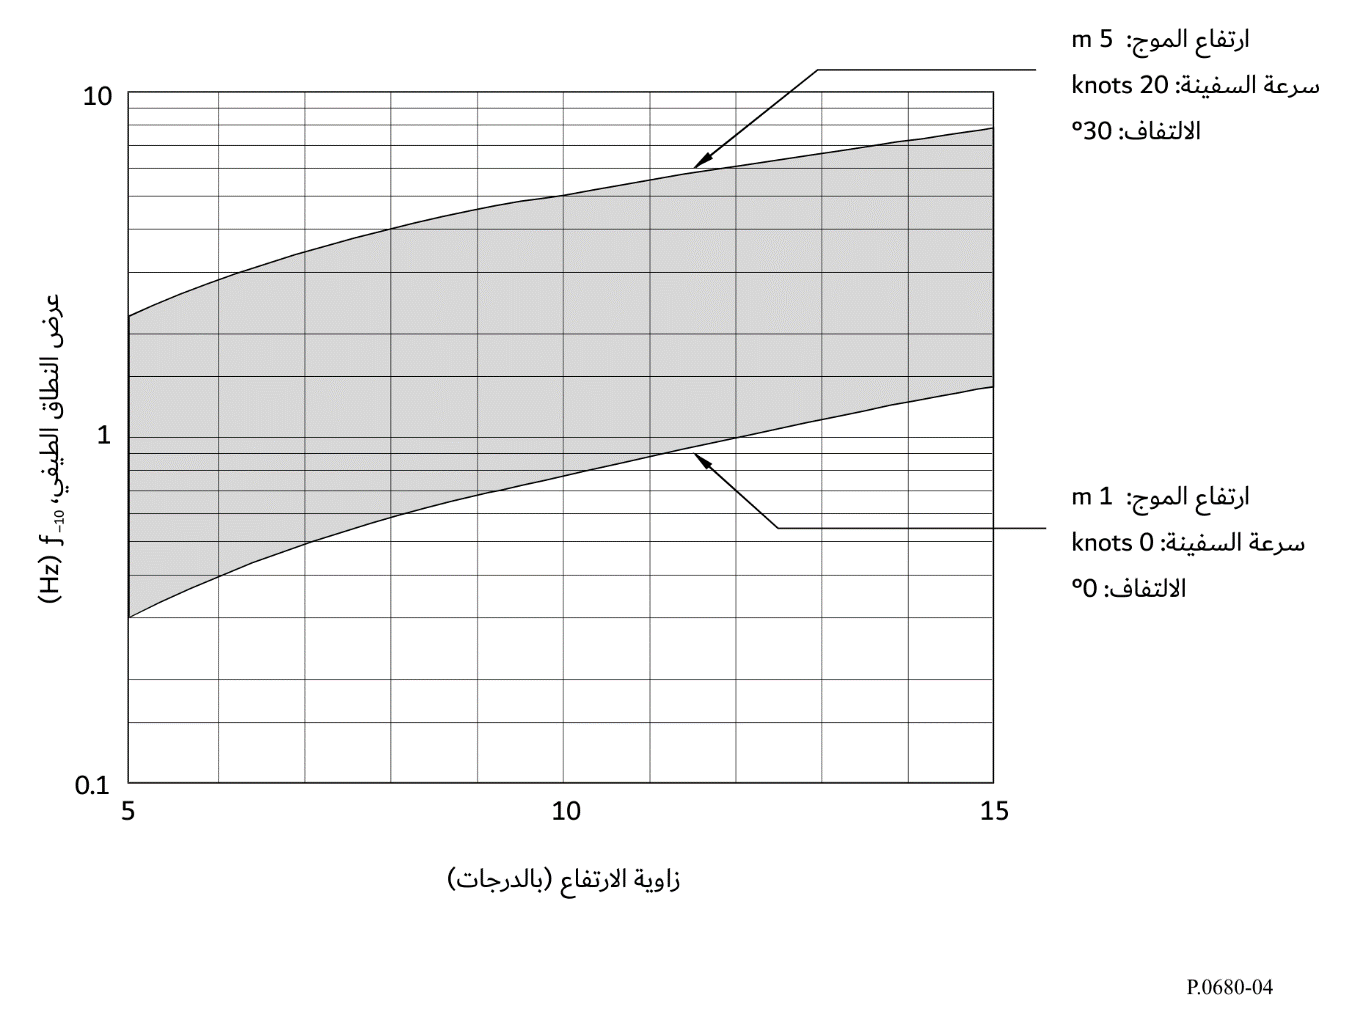 ارتفاع الموج: 5 m
سرعة السفينة: 20 knots
الالتفاف: 30°
10
1
0.1
عرض النطاق الطيفي، f –10 (Hz)
ارتفاع الموج: 1 m
سرعة السفينة: 0 knots
الالتفاف: 0°
5 10 15
زاوية الارتفاع (بالدرجات)
P.0680-04